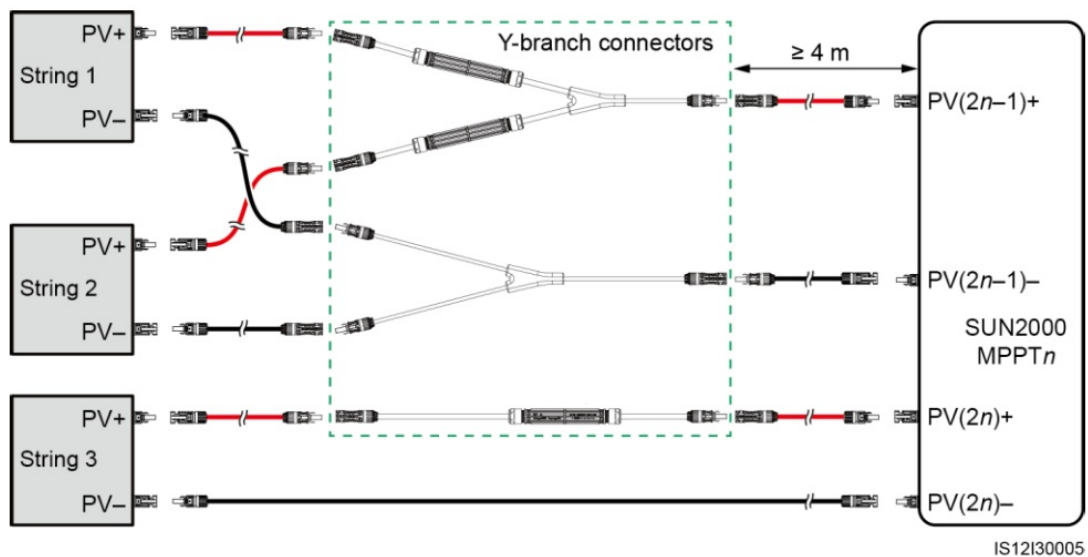 PV+
String 1
PV–
PV+
String 2
PV–
PV+
String 3
PV–
Y-branch connectors
≥ 4 m
PV(2n–1)+
PV(2n–1)–
SUN2000
MPPTn
PV(2n)+
PV(2n)–
IS12I30005